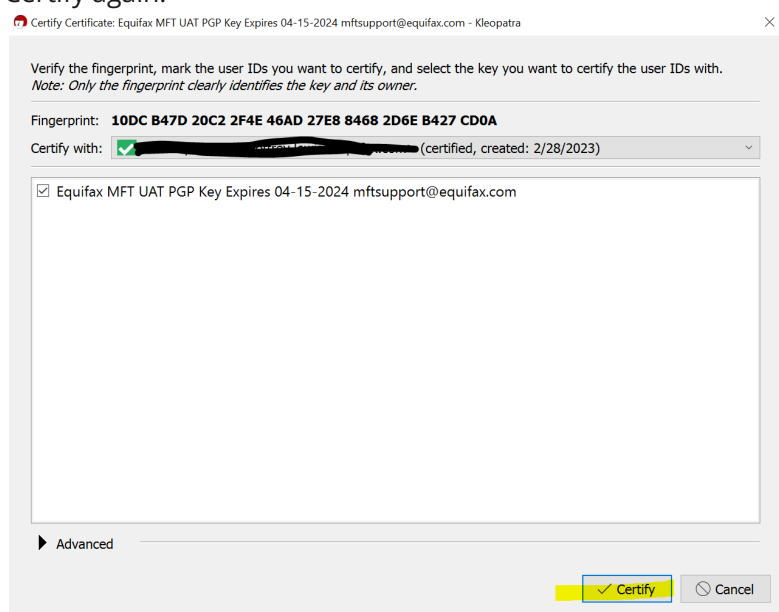 Certify again.
Certify Certificate: Equifax MFT UAT PGP Key Expires 04-15-2024 mftsupport@equifax.com - Kleopatra
Verify the fingerprint, mark the user IDs you want to certify, and select the key you want to certify the user IDs with.
Note: Only the fingerprint clearly identifies the key and its owner.
Fingerprint: 10DC B47D 20C2 2F4E 46AD 27E8 8468 2D6E B427 CD0A
Certify with: (certified, created: 2/28/2023)
Equifax MFT UAT PGP Key Expires 04-15-2024 mftsupport@equifax.com
Advanced
Certify Cancel